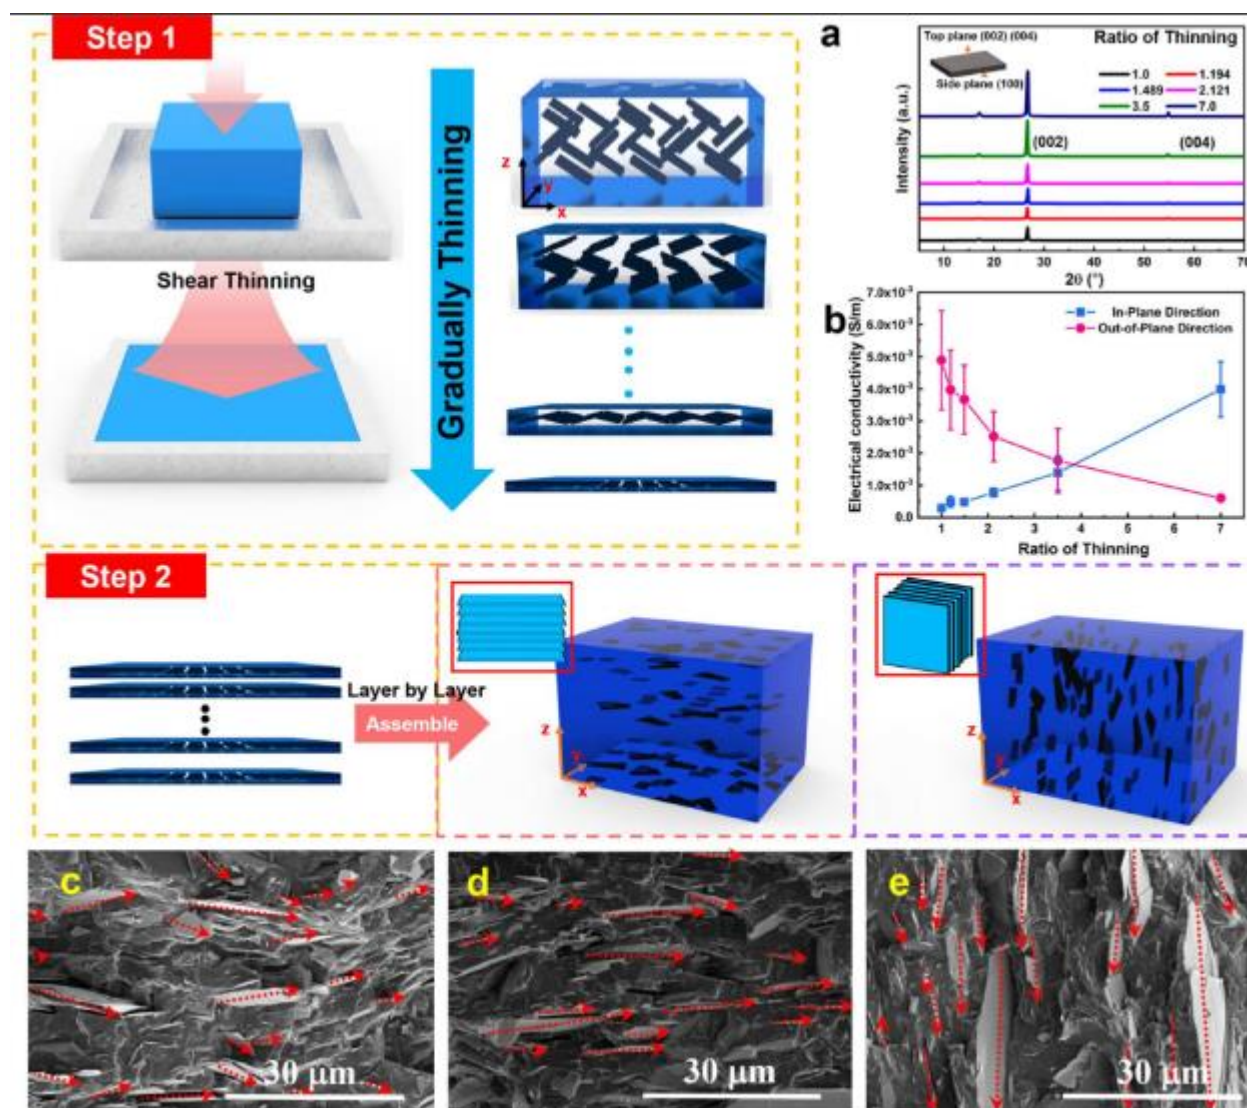 Step 1
Shear Thinning
Gradually Thinning
z
y
x
a
Top plane (002) (004)
Side plane (100)
Ratio of Thinning
1.0
1.194
1.489
2.121
3.5
7.0
(002)
(004)
Intensity (a.u.)
10 20 30 40 50 60 70
2θ (°)
b
In-Plane Direction
Out-of-Plane Direction
Electrical conductivity (S/m)
7.0x10⁻³
6.0x10⁻³
5.0x10⁻³
4.0x10⁻³
3.0x10⁻³
2.0x10⁻³
1.0x10⁻³
0.0
1 2 3 4 5 6 7
Ratio of Thinning
Step 2
Layer by Layer
Assemble
z
Y
x
z
Y
x
c
30 μm
d
30 μm
e
30 μm